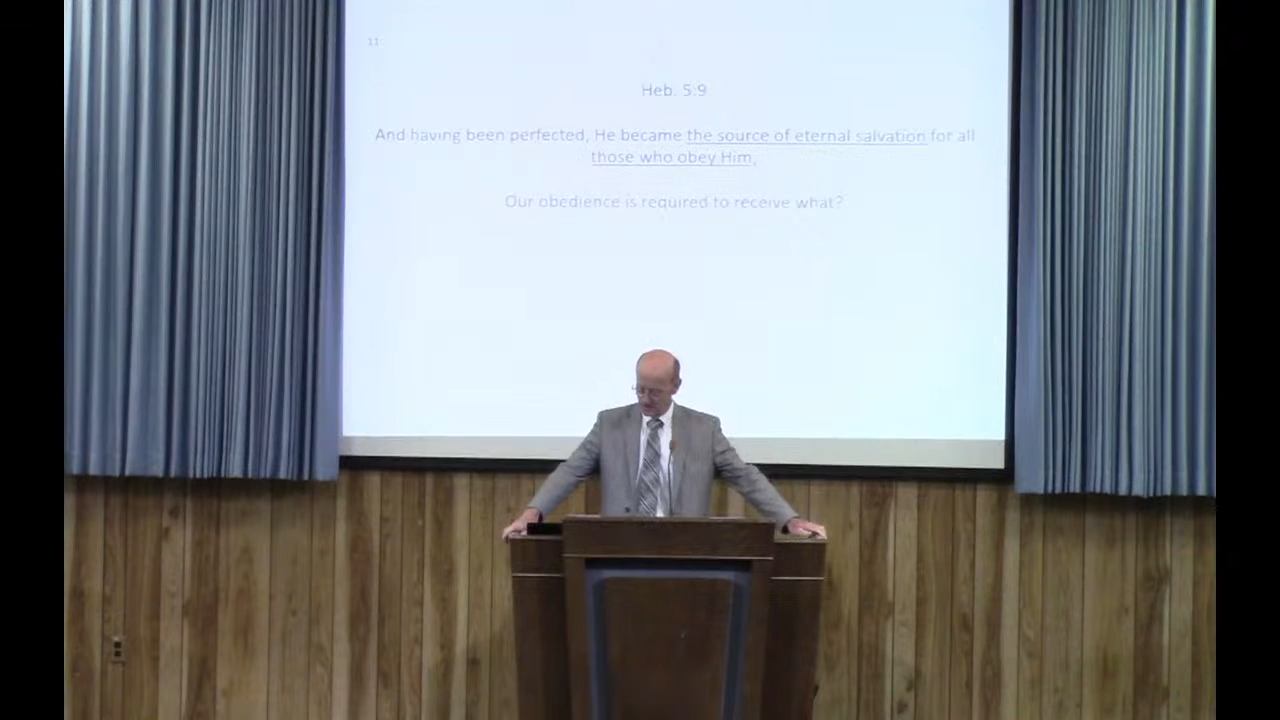 11
Heb. 5:9
And having been perfected, He became the source of eternal salvation for all
those who obey Him,
Our obedience is required to receive what?